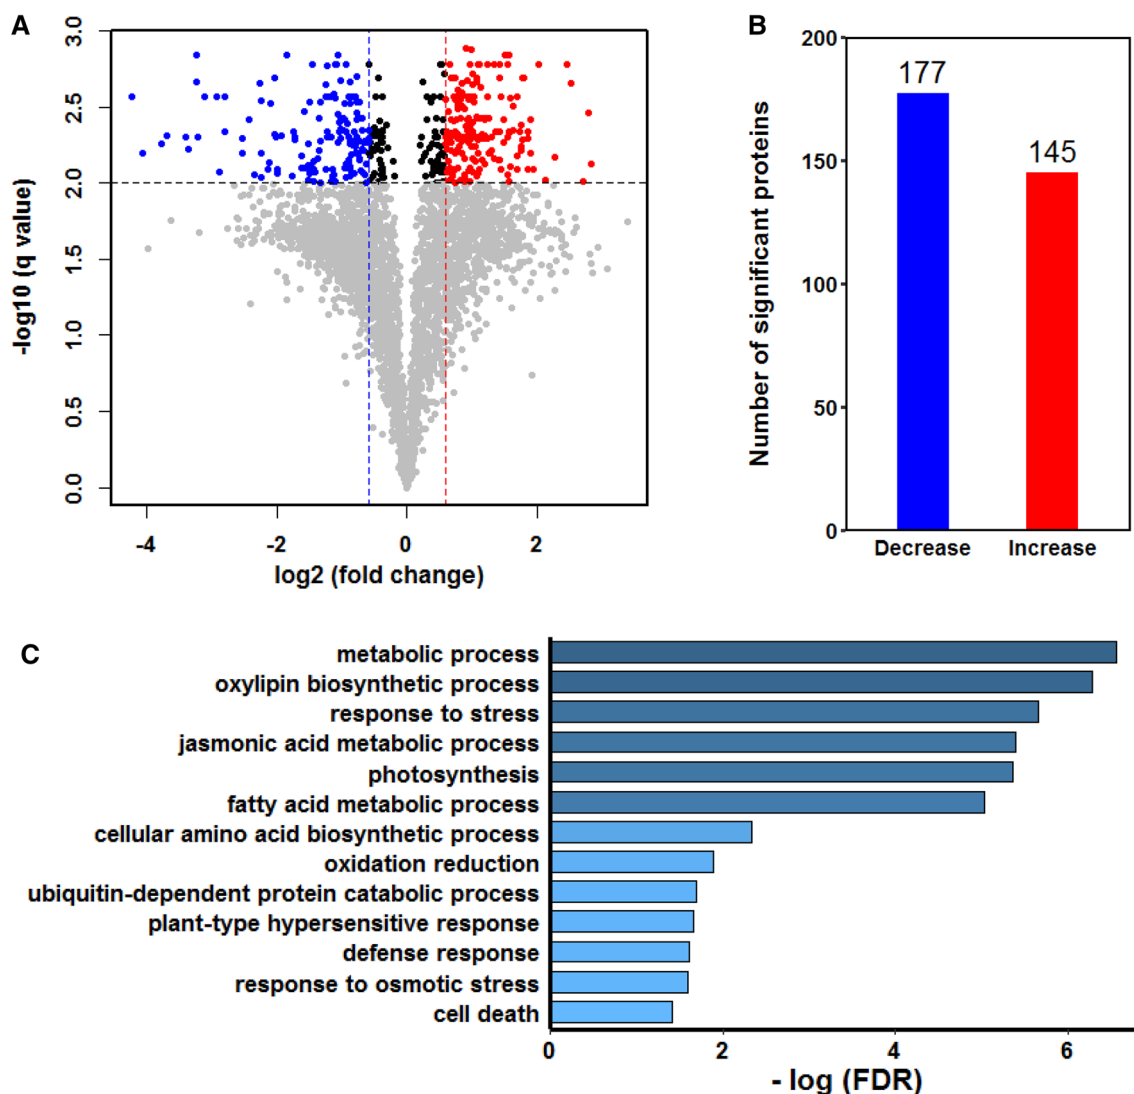 A
3.0
2.5
2.0
1.5
1.0
0.5
0.0
-log10 (q value)
-4
-2
0
2
log2 (fold change)
B
200
150
100
50
0
Number of significant proteins
177
145
Decrease
Increase
C
metabolic process
oxylipin biosynthetic process
response to stress
jasmonic acid metabolic process
photosynthesis
fatty acid metabolic process
cellular amino acid biosynthetic process
oxidation reduction
ubiquitin-dependent protein catabolic process
plant-type hypersensitive response
defense response
response to osmotic stress
cell death
0
2
4
6
- log (FDR)